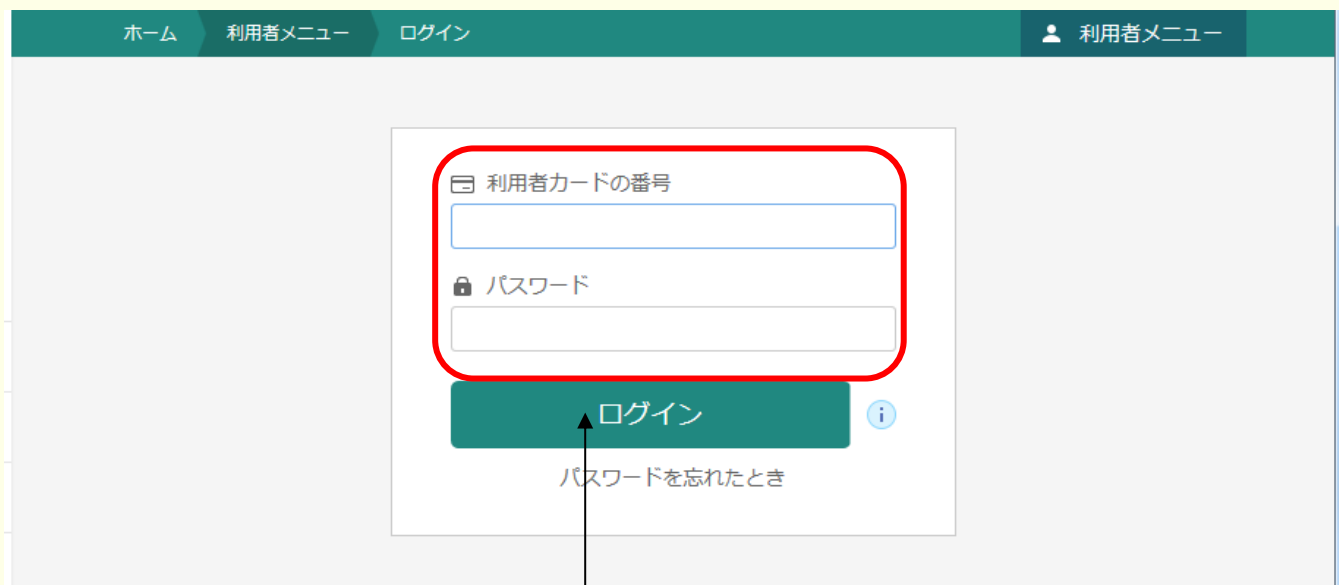 ホーム 利用者メニュー ログイン 利用者メニュー
利用者カードの番号
パスワード
ログイン i
パスワードを忘れたとき